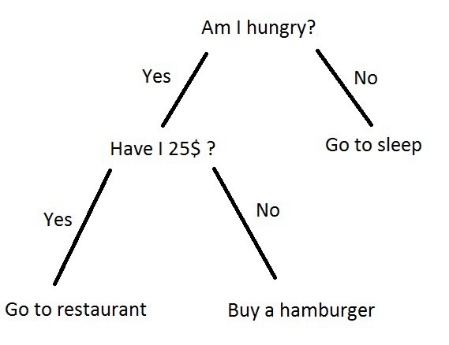 Am I hungry?
Yes
No
Have I 25$ ?
Go to sleep
Yes
No
Go to restaurant
Buy a hamburger